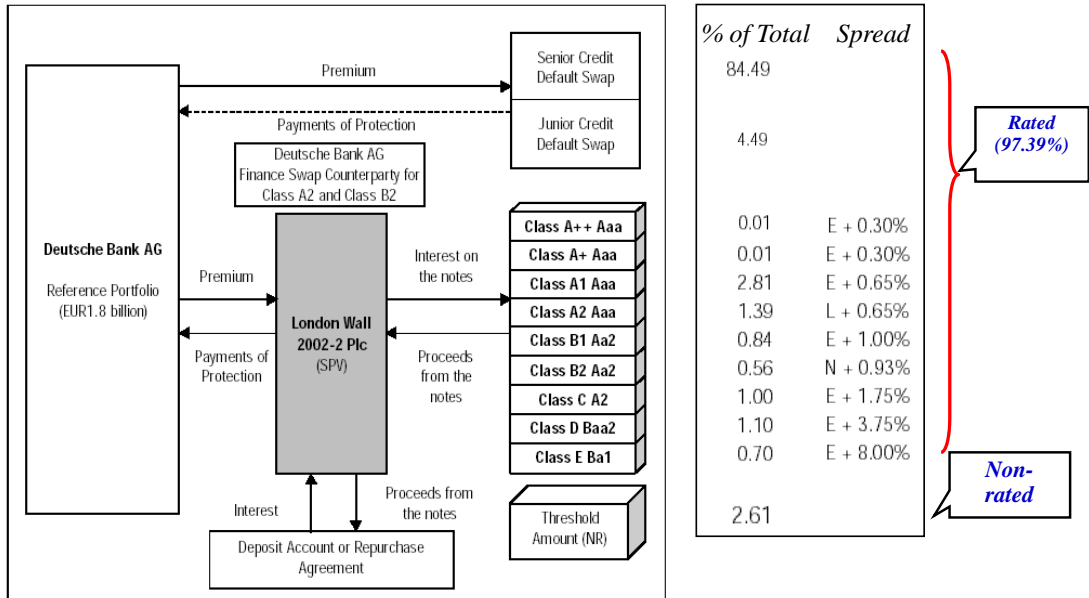 Premium
Senior Credit
Default Swap
Payments of Protection
Junior Credit
Default Swap
Deutsche Bank AG
Finance Swap Counterparty for
Class A2 and Class B2
Deutsche Bank AG
Reference Portfolio
(EUR1.8 billion)
Premium
Payments of
Protection
London Wall
2002-2 Plc
(SPV)
Interest on
the notes
Proceeds
from the
notes
Class A++ Aaa
Class A+ Aaa
Class A1 Aaa
Class A2 Aaa
Class B1 Aa2
Class B2 Aa2
Class C A2
Class D Baa2
Class E Ba1
Interest
Proceeds from
the notes
Deposit Account or Repurchase
Agreement
Threshold
Amount (NR)
% of Total Spread
84.49
4.49
0.01 E + 0.30%
0.01 E + 0.30%
2.81 E + 0.65%
1.39 L + 0.65%
0.84 E + 1.00%
0.56 N + 0.93%
1.00 E + 1.75%
1.10 E + 3.75%
0.70 E + 8.00%
2.61
Rated
(97.39%)
Non-
rated